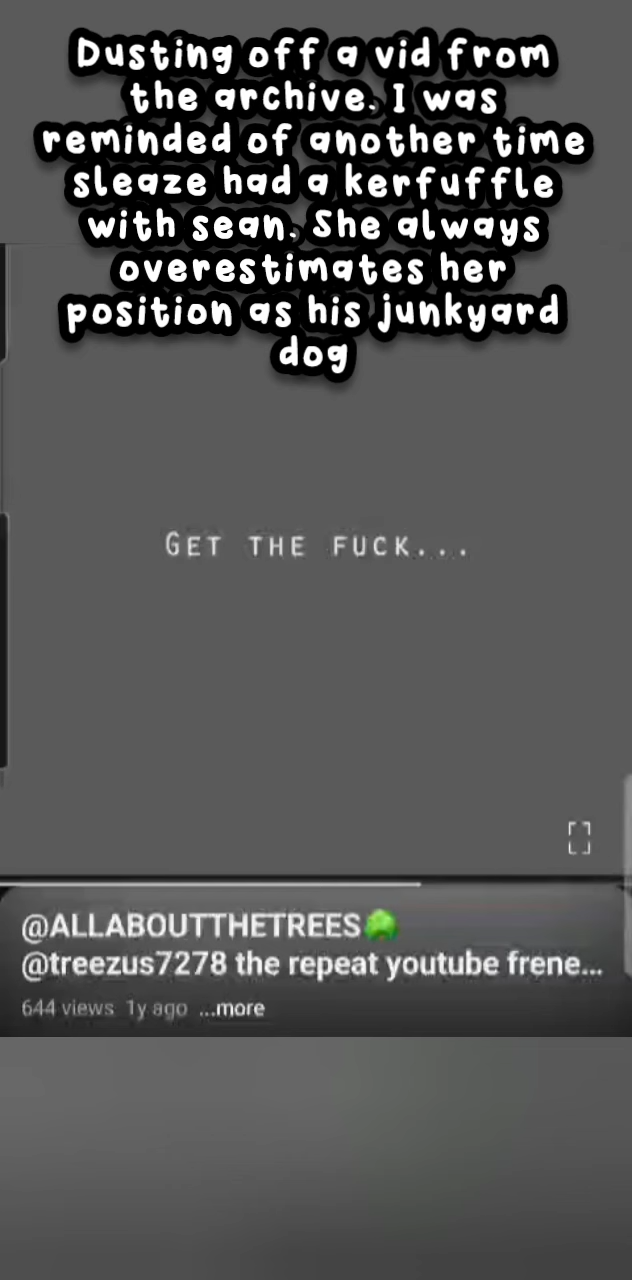 Dusting off a vid from
the archive. I was
reminded of another time
sleaze had a kerfuffle
with sean. She always
overestimates her
position as his junkyard
dog
GET THE FUCK...
@ALLABOUTTHETREES🌳
@treezus7278 the repeat youtube frene...
644 views 1y ago ...more